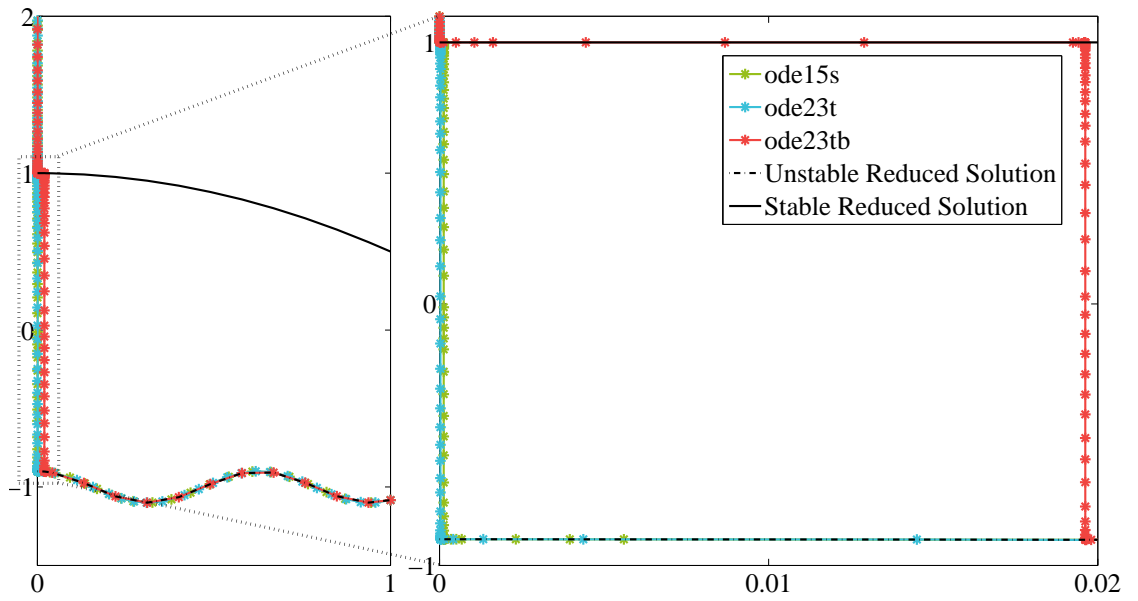 2
1
0
−1
0
1
1
0
−1
0
0.01
0.02
ode15s
ode23t
ode23tb
Unstable Reduced Solution
Stable Reduced Solution